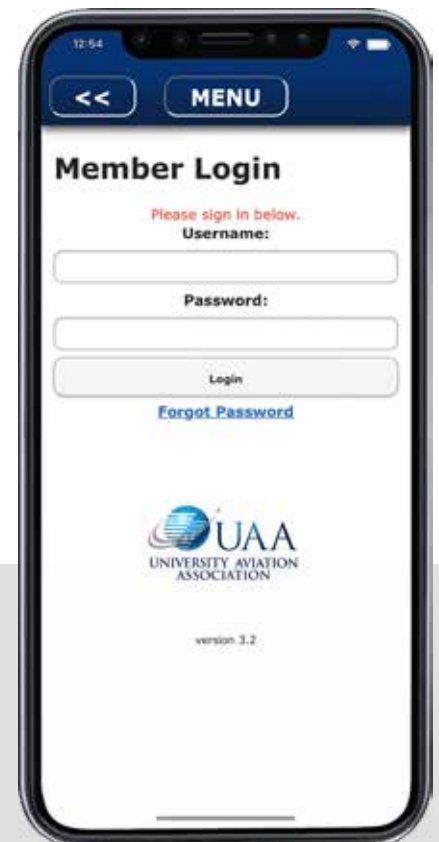 12:54
<< MENU
Member Login
Please sign in below.
Username:
Password:
Login
Forgot Password
UAA
UNIVERSITY AVIATION
ASSOCIATION
version 3.2